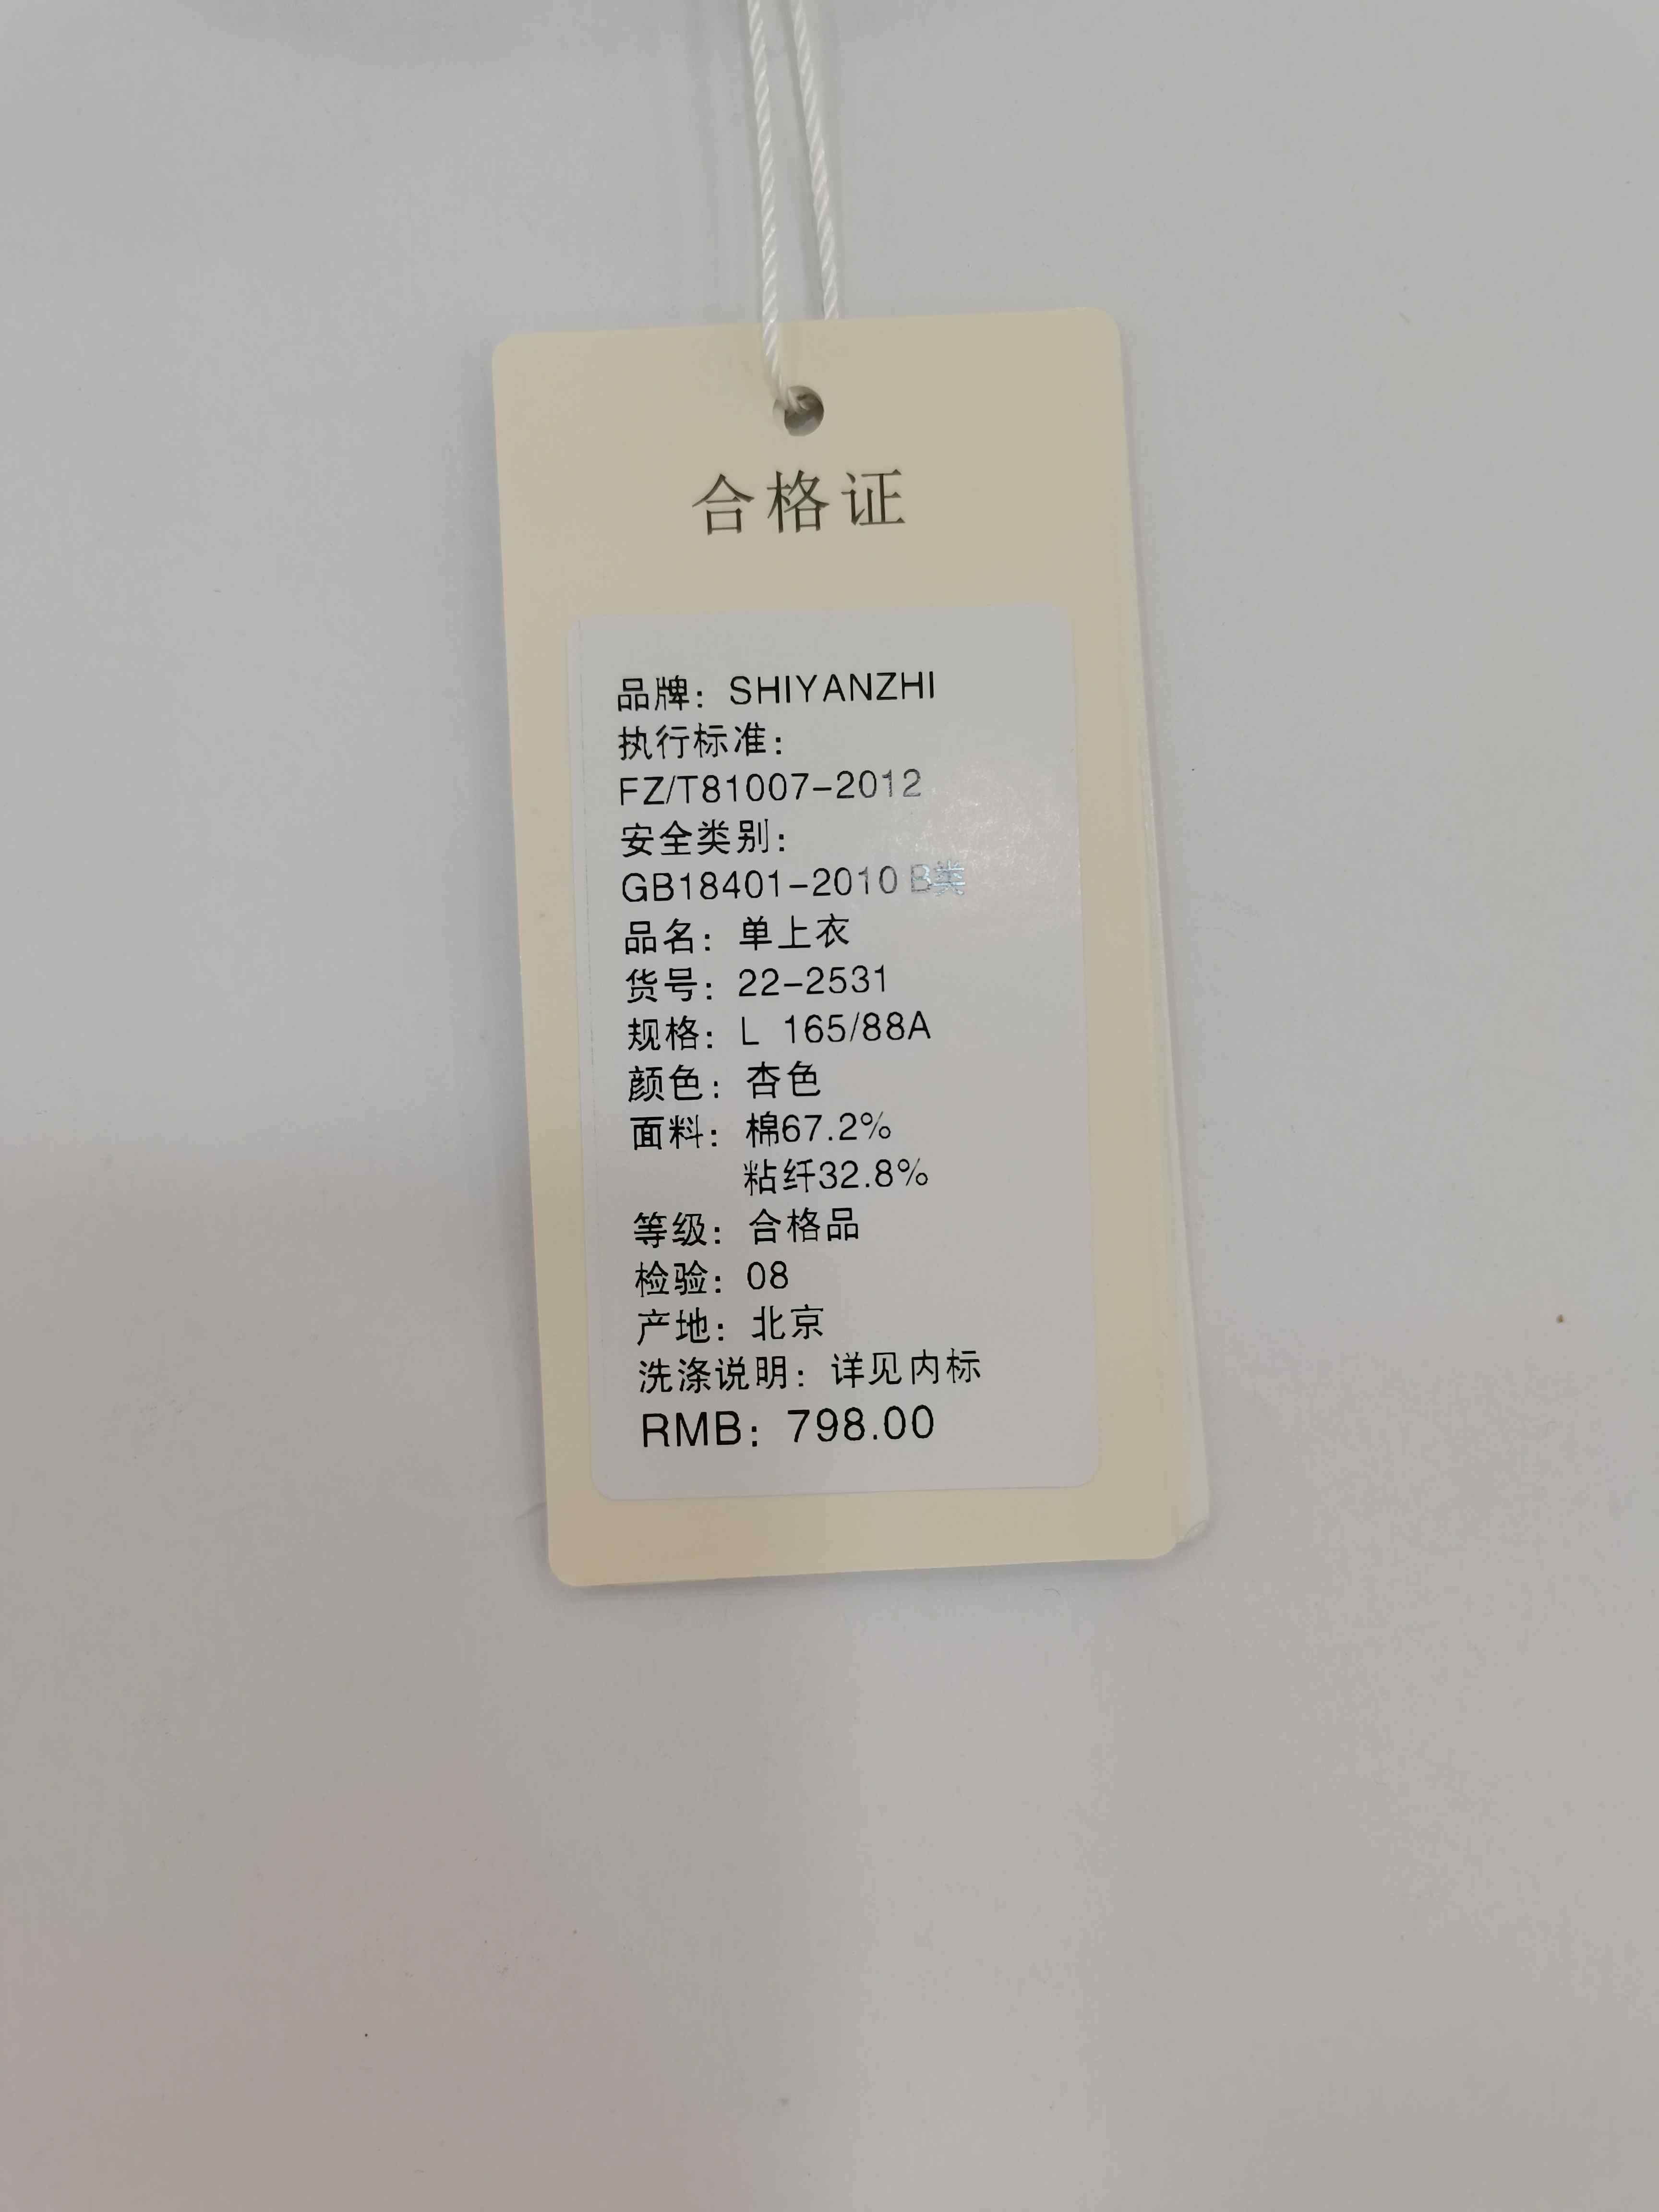 合格证
品牌：SHIYANZHI
执行标准：
FZ/T81007-2012
安全类别：
GB18401-2010 B类
品名：单上衣
货号：22-2531
规格：L 165/88A
颜色：杏色
面料：棉67.2%
粘纤32.8%
等级：合格品
检验：08
产地：北京
洗涤说明：详见内标
RMB：798.00